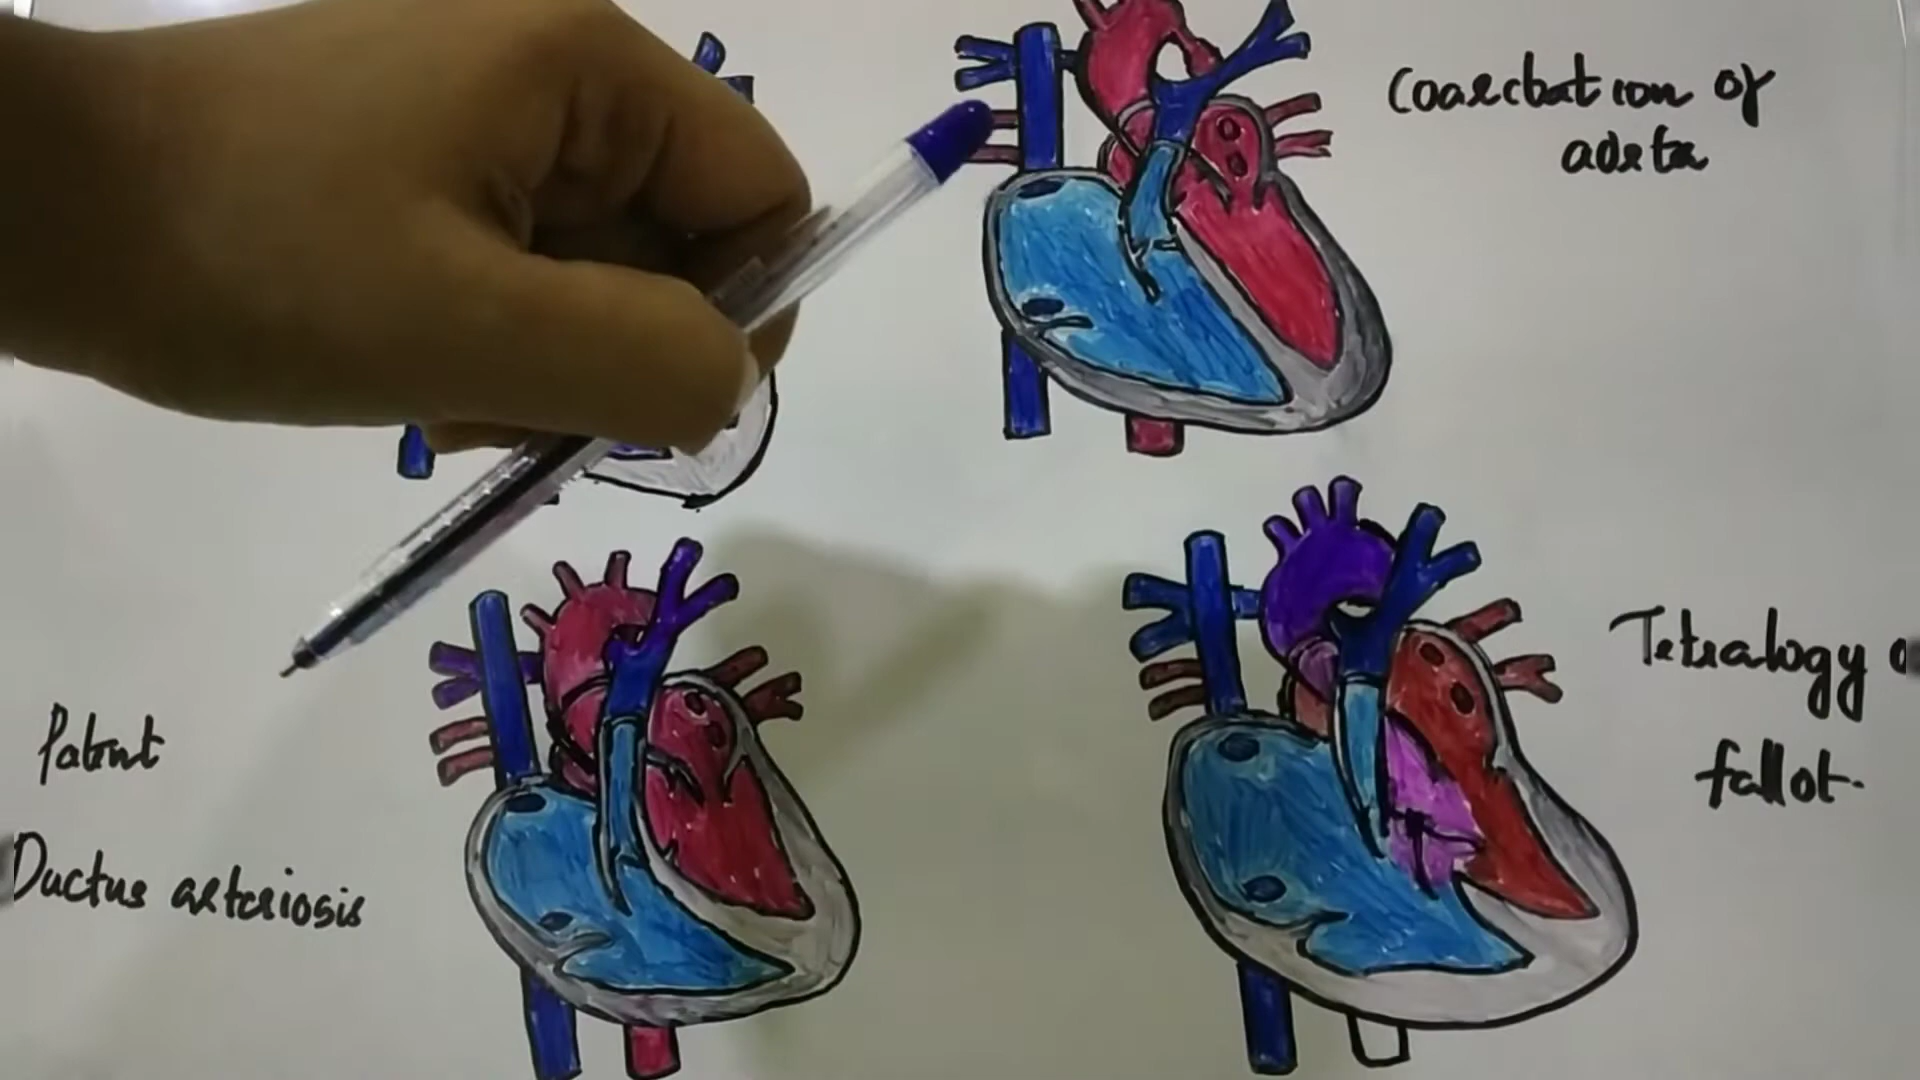 Coarctation of
aorta
Tetralogy o
fallot.
Patent
Ductus arteriosis